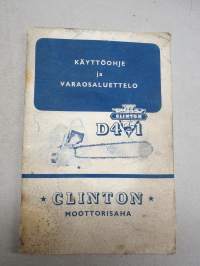 KÄYTTÖOHJE
ja
VARAOSALUETTELO
CLINTON
D4-1
CLINTON
MOOTTORISAHA